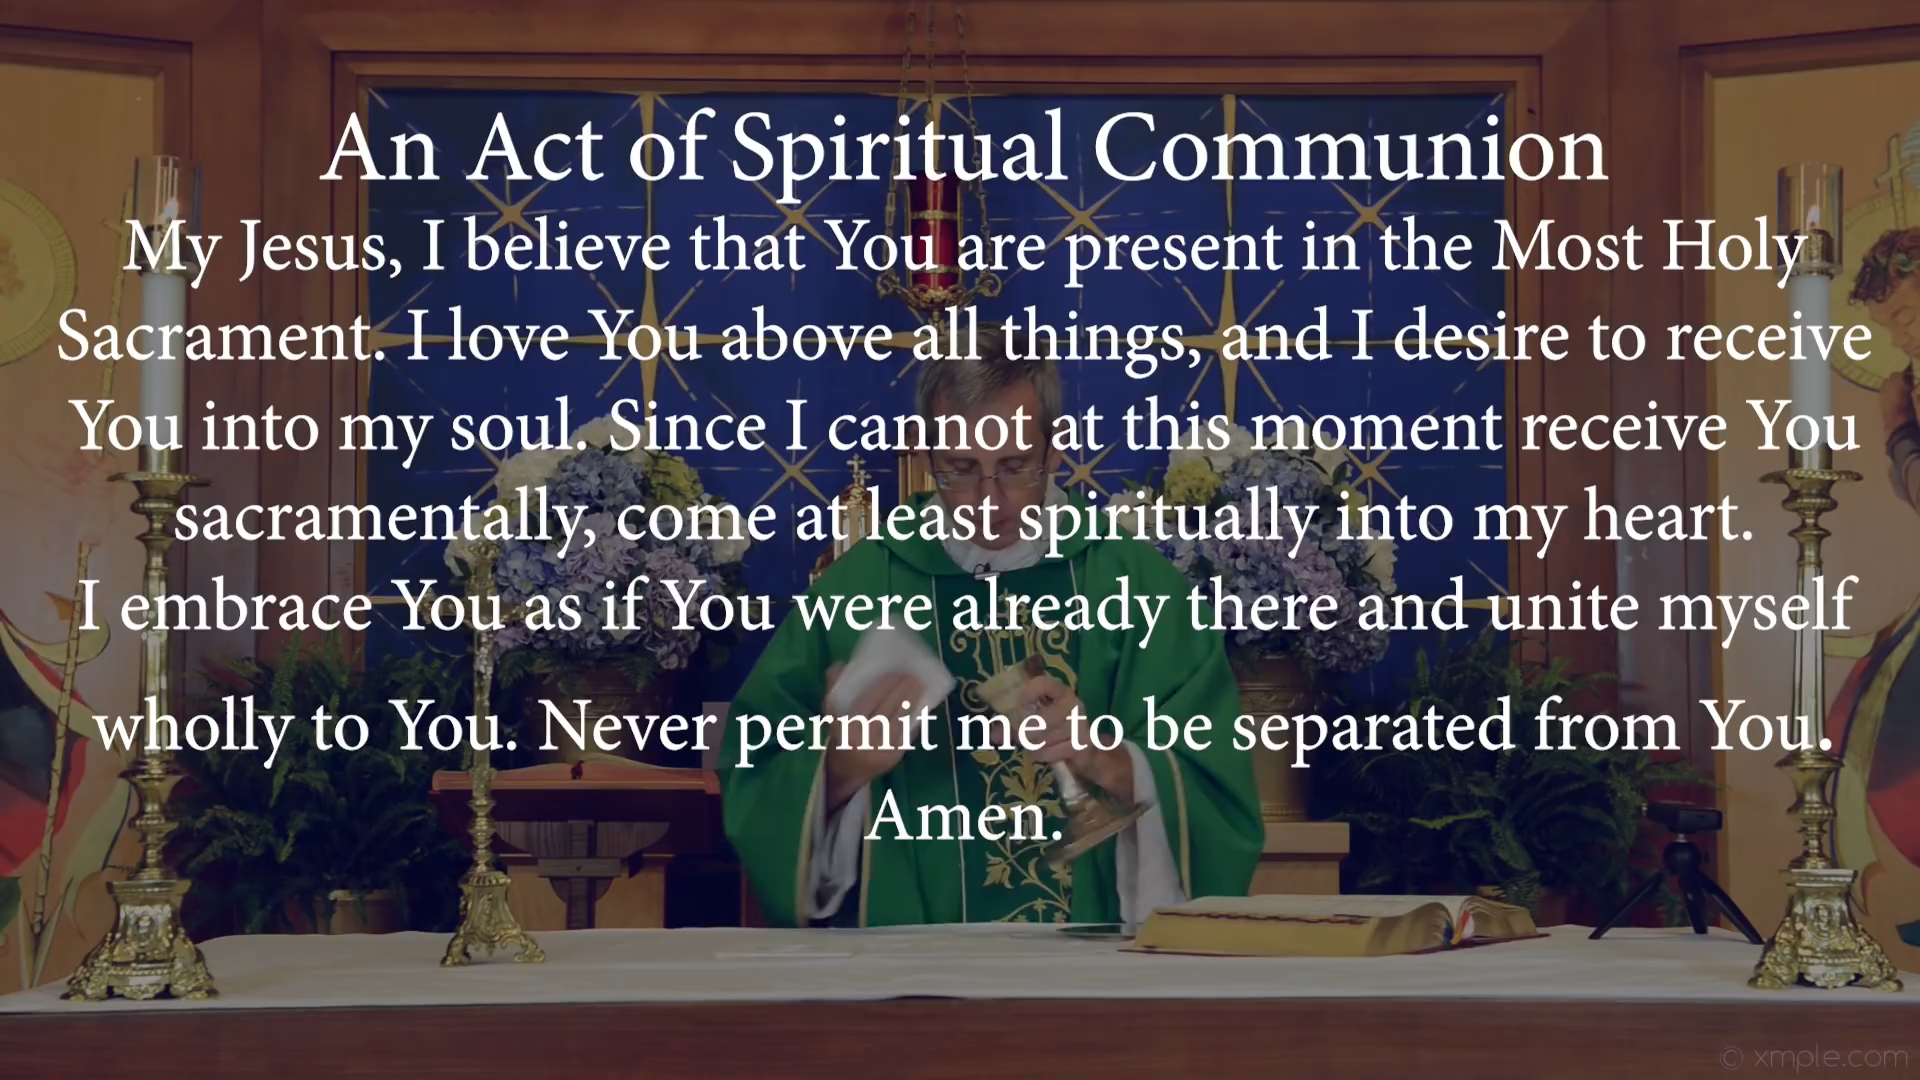 An Act of Spiritual Communion
My Jesus, I believe that You are present in the Most Holy
Sacrament. I love You above all things, and I desire to receive
You into my soul. Since I cannot at this moment receive You
sacramentally, come at least spiritually into my heart.
I embrace You as if You were already there and unite myself
wholly to You. Never permit me to be separated from You.
Amen.
IHS
© xmple.com